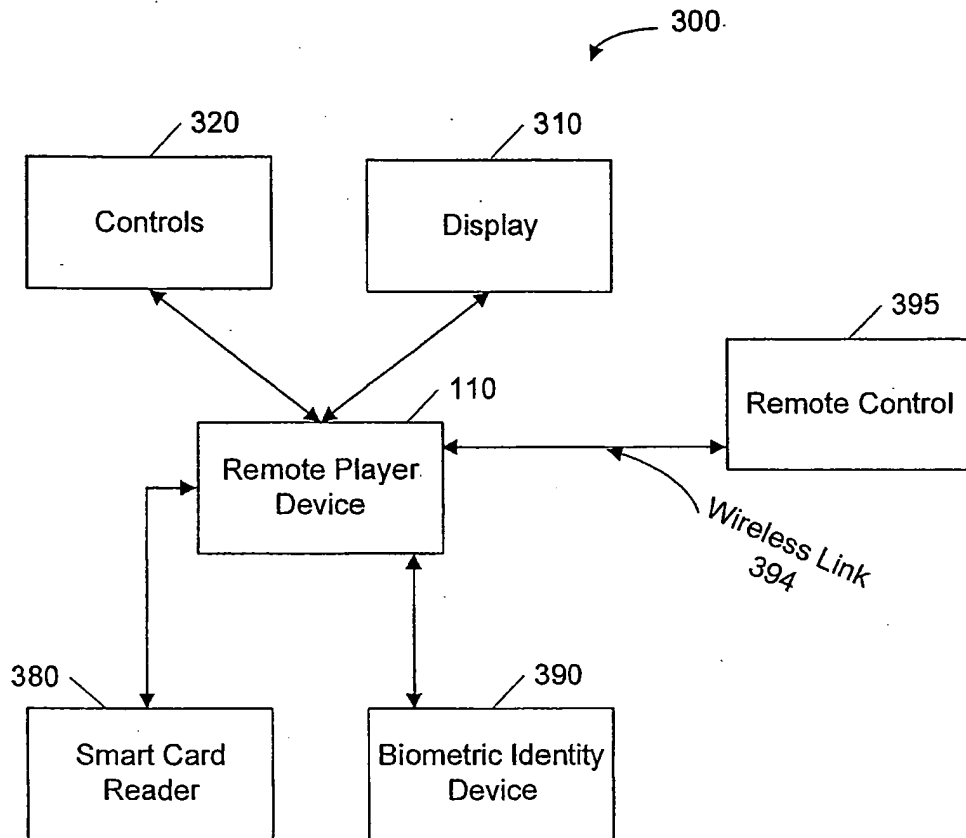 300
320
310
Controls
Display
395
Remote Control
110
Remote Player
Device
Wireless Link
394
380
390
Smart Card
Reader
Biometric Identity
Device